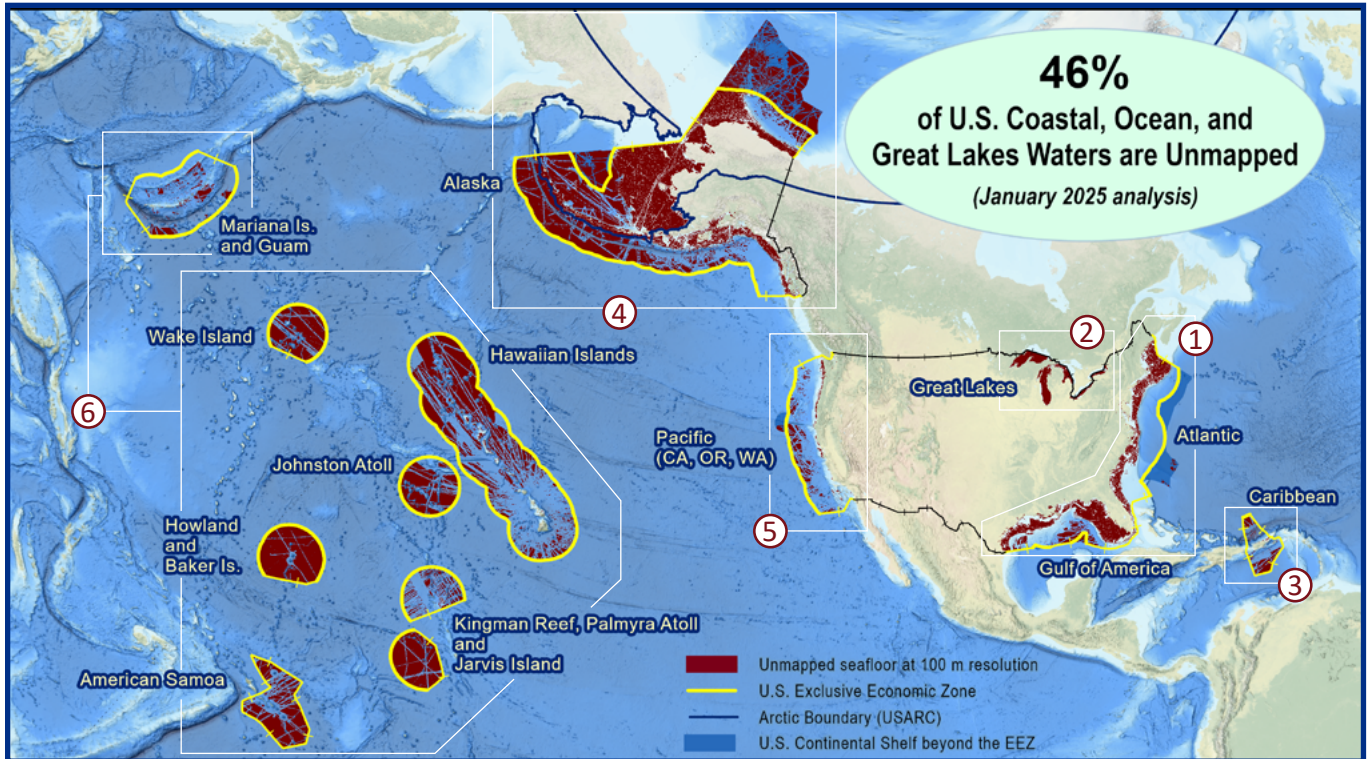 46%
of U.S. Coastal, Ocean, and
Great Lakes Waters are Unmapped
(January 2025 analysis)
Alaska
Mariana Is.
and Guam
4
Wake Island
Hawaiian Islands
2
1
Great Lakes
6
Pacific
(CA, OR, WA)
Atlantic
Johnston Atoll
Caribbean
Howland
and
Baker Is.
5
Gulf of America
3
Kingman Reef, Palmyra Atoll
and
Jarvis Island
American Samoa
Unmapped seafloor at 100 m resolution
U.S. Exclusive Economic Zone
Arctic Boundary (USARC)
U.S. Continental Shelf beyond the EEZ